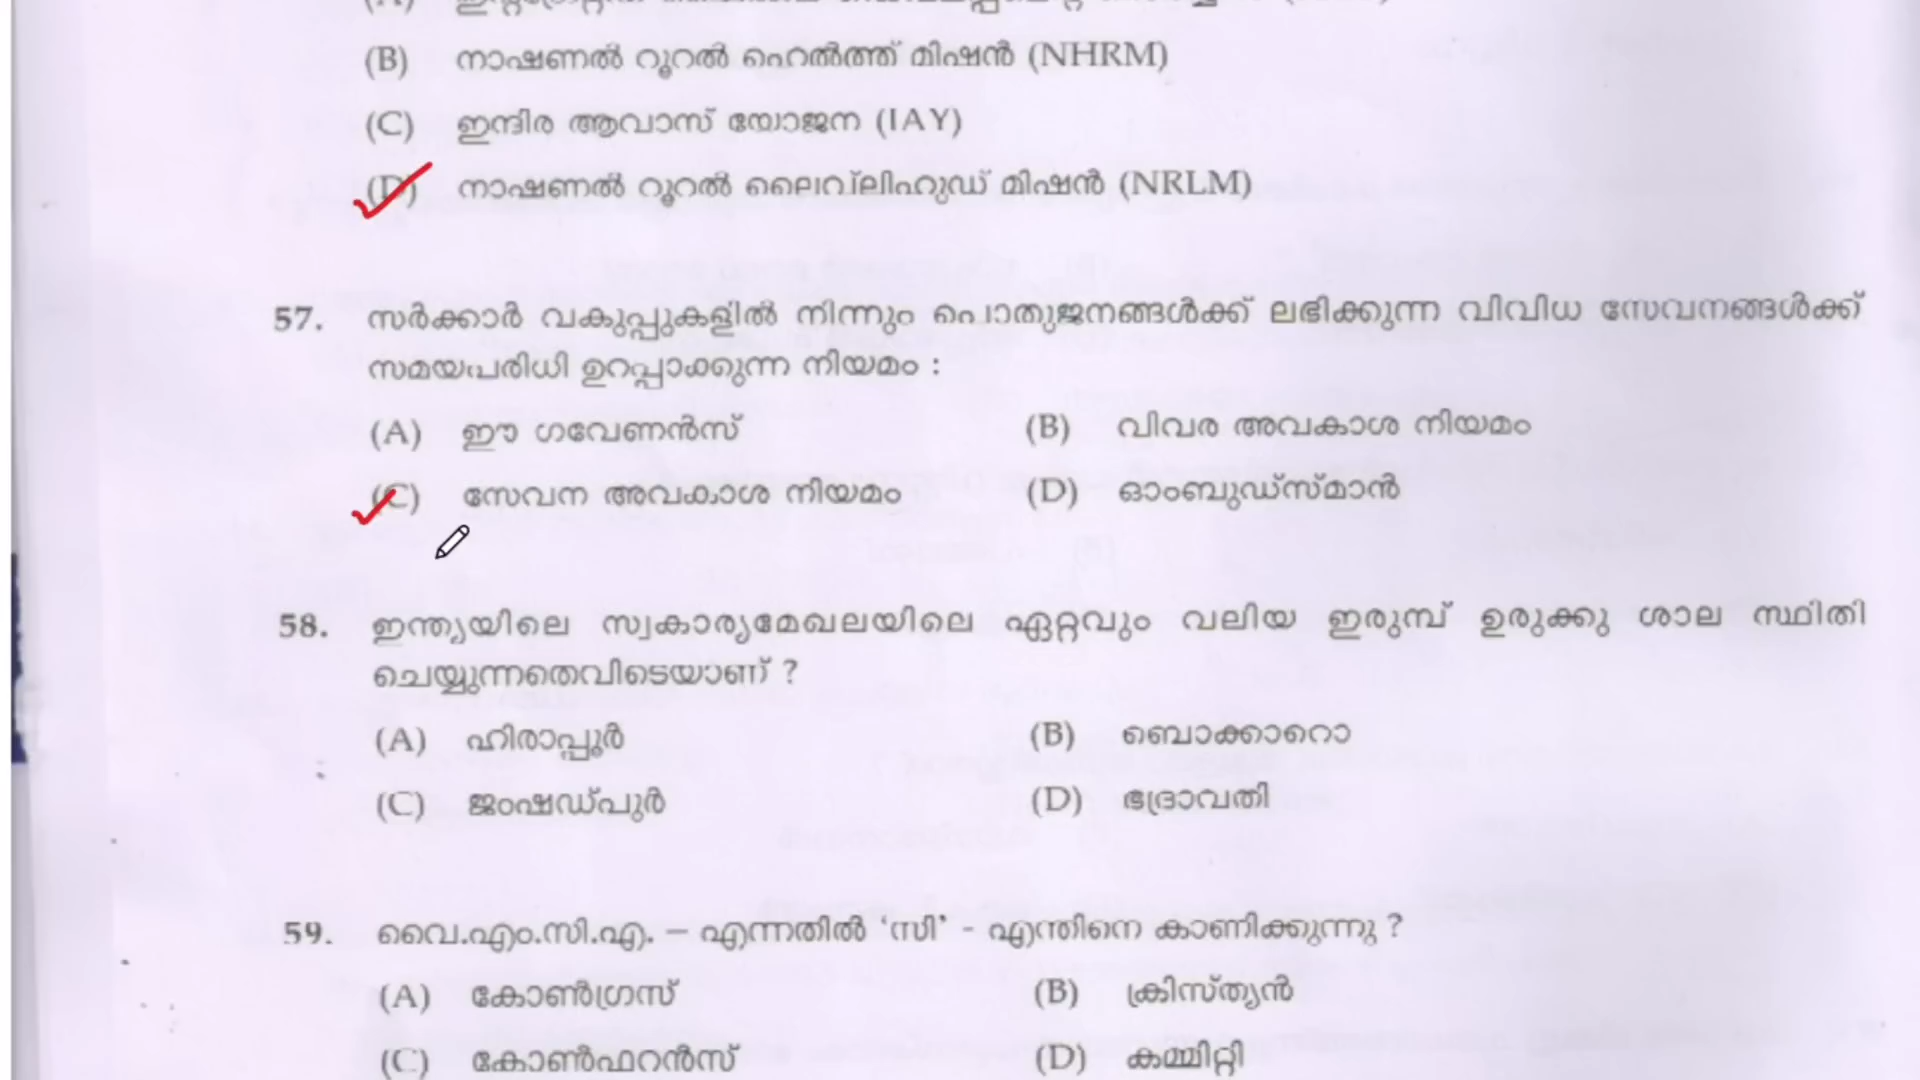 (B) നാഷണൽ റൂറൽ ഹെൽത്ത് മിഷൻ (NHRM)
(C) ഇന്ദിര ആവാസ് യോജന (IAY)
(D) നാഷണൽ റൂറൽ ലൈവ്‌ലിഹുഡ് മിഷൻ (NRLM)
57. സർക്കാർ വകുപ്പുകളിൽ നിന്നും പൊതുജനങ്ങൾക്ക് ലഭിക്കുന്ന വിവിധ സേവനങ്ങൾക്ക്
സമയപരിധി ഉറപ്പാക്കുന്ന നിയമം :
(A) ഈ ഗവേണൻസ് (B) വിവര അവകാശ നിയമം
(C) സേവന അവകാശ നിയമം (D) ഓംബുഡ്സ്മാൻ
58. ഇന്ത്യയിലെ സ്വകാര്യമേഖലയിലെ ഏറ്റവും വലിയ ഇരുമ്പ് ഉരുക്കു ശാല സ്ഥിതി
ചെയ്യുന്നതെവിടെയാണ് ?
(A) ഹിരാപ്പൂർ (B) ബൊക്കാറൊ
(C) ജംഷഡ്പുർ (D) ഭദ്രാവതി
59. വൈ.എം.സി.എ. – എന്നതിൽ ‘സി’ - എന്തിനെ കാണിക്കുന്നു ?
(A) കോൺഗ്രസ് (B) ക്രിസ്ത്യൻ
(C) കോൺഫറൻസ് (D) കമ്മിറ്റി